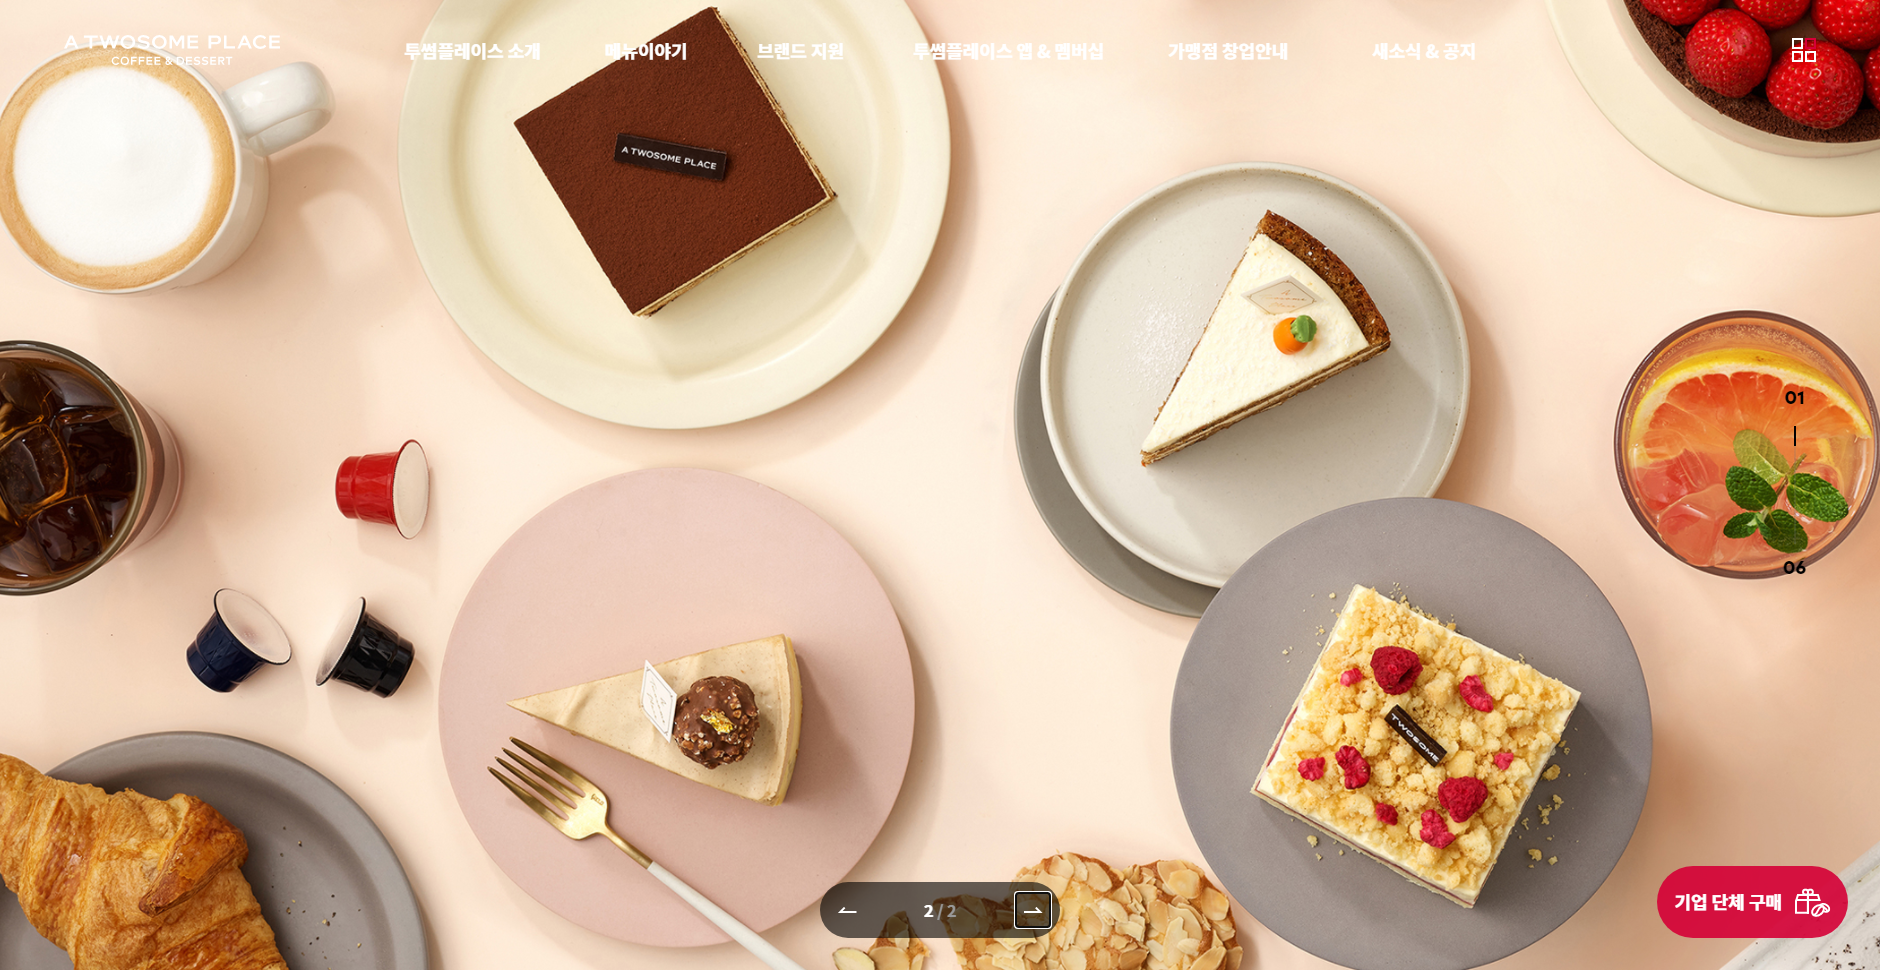 A TWOSOME PLACE
COFFEE & DESSERT
투썸플레이스 소개
메뉴이야기
브랜드 지원
투썸플레이스 앱 & 멤버십
가맹점 창업안내
새소식 & 공지
A TWOSOME PLACE
01
06
TWOSOME
2 / 2
기업 단체 구매